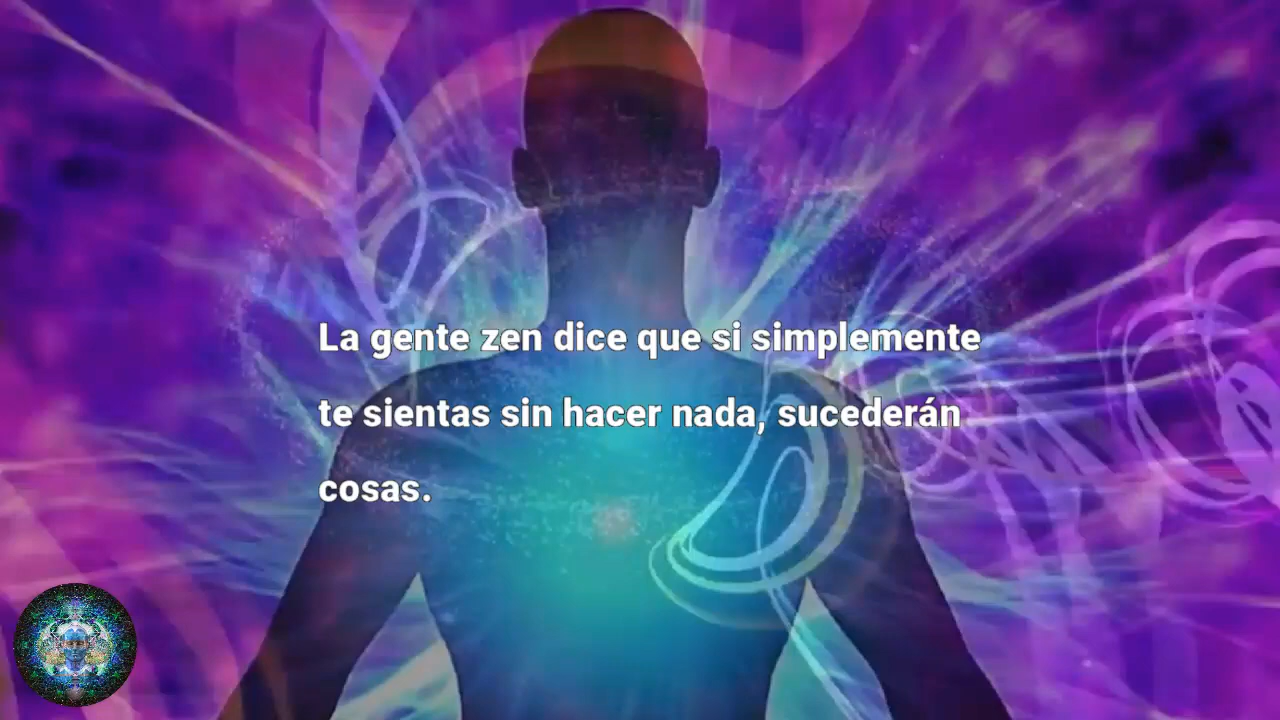 La gente zen dice que si simplemente
te sientas sin hacer nada, sucederán
cosas.